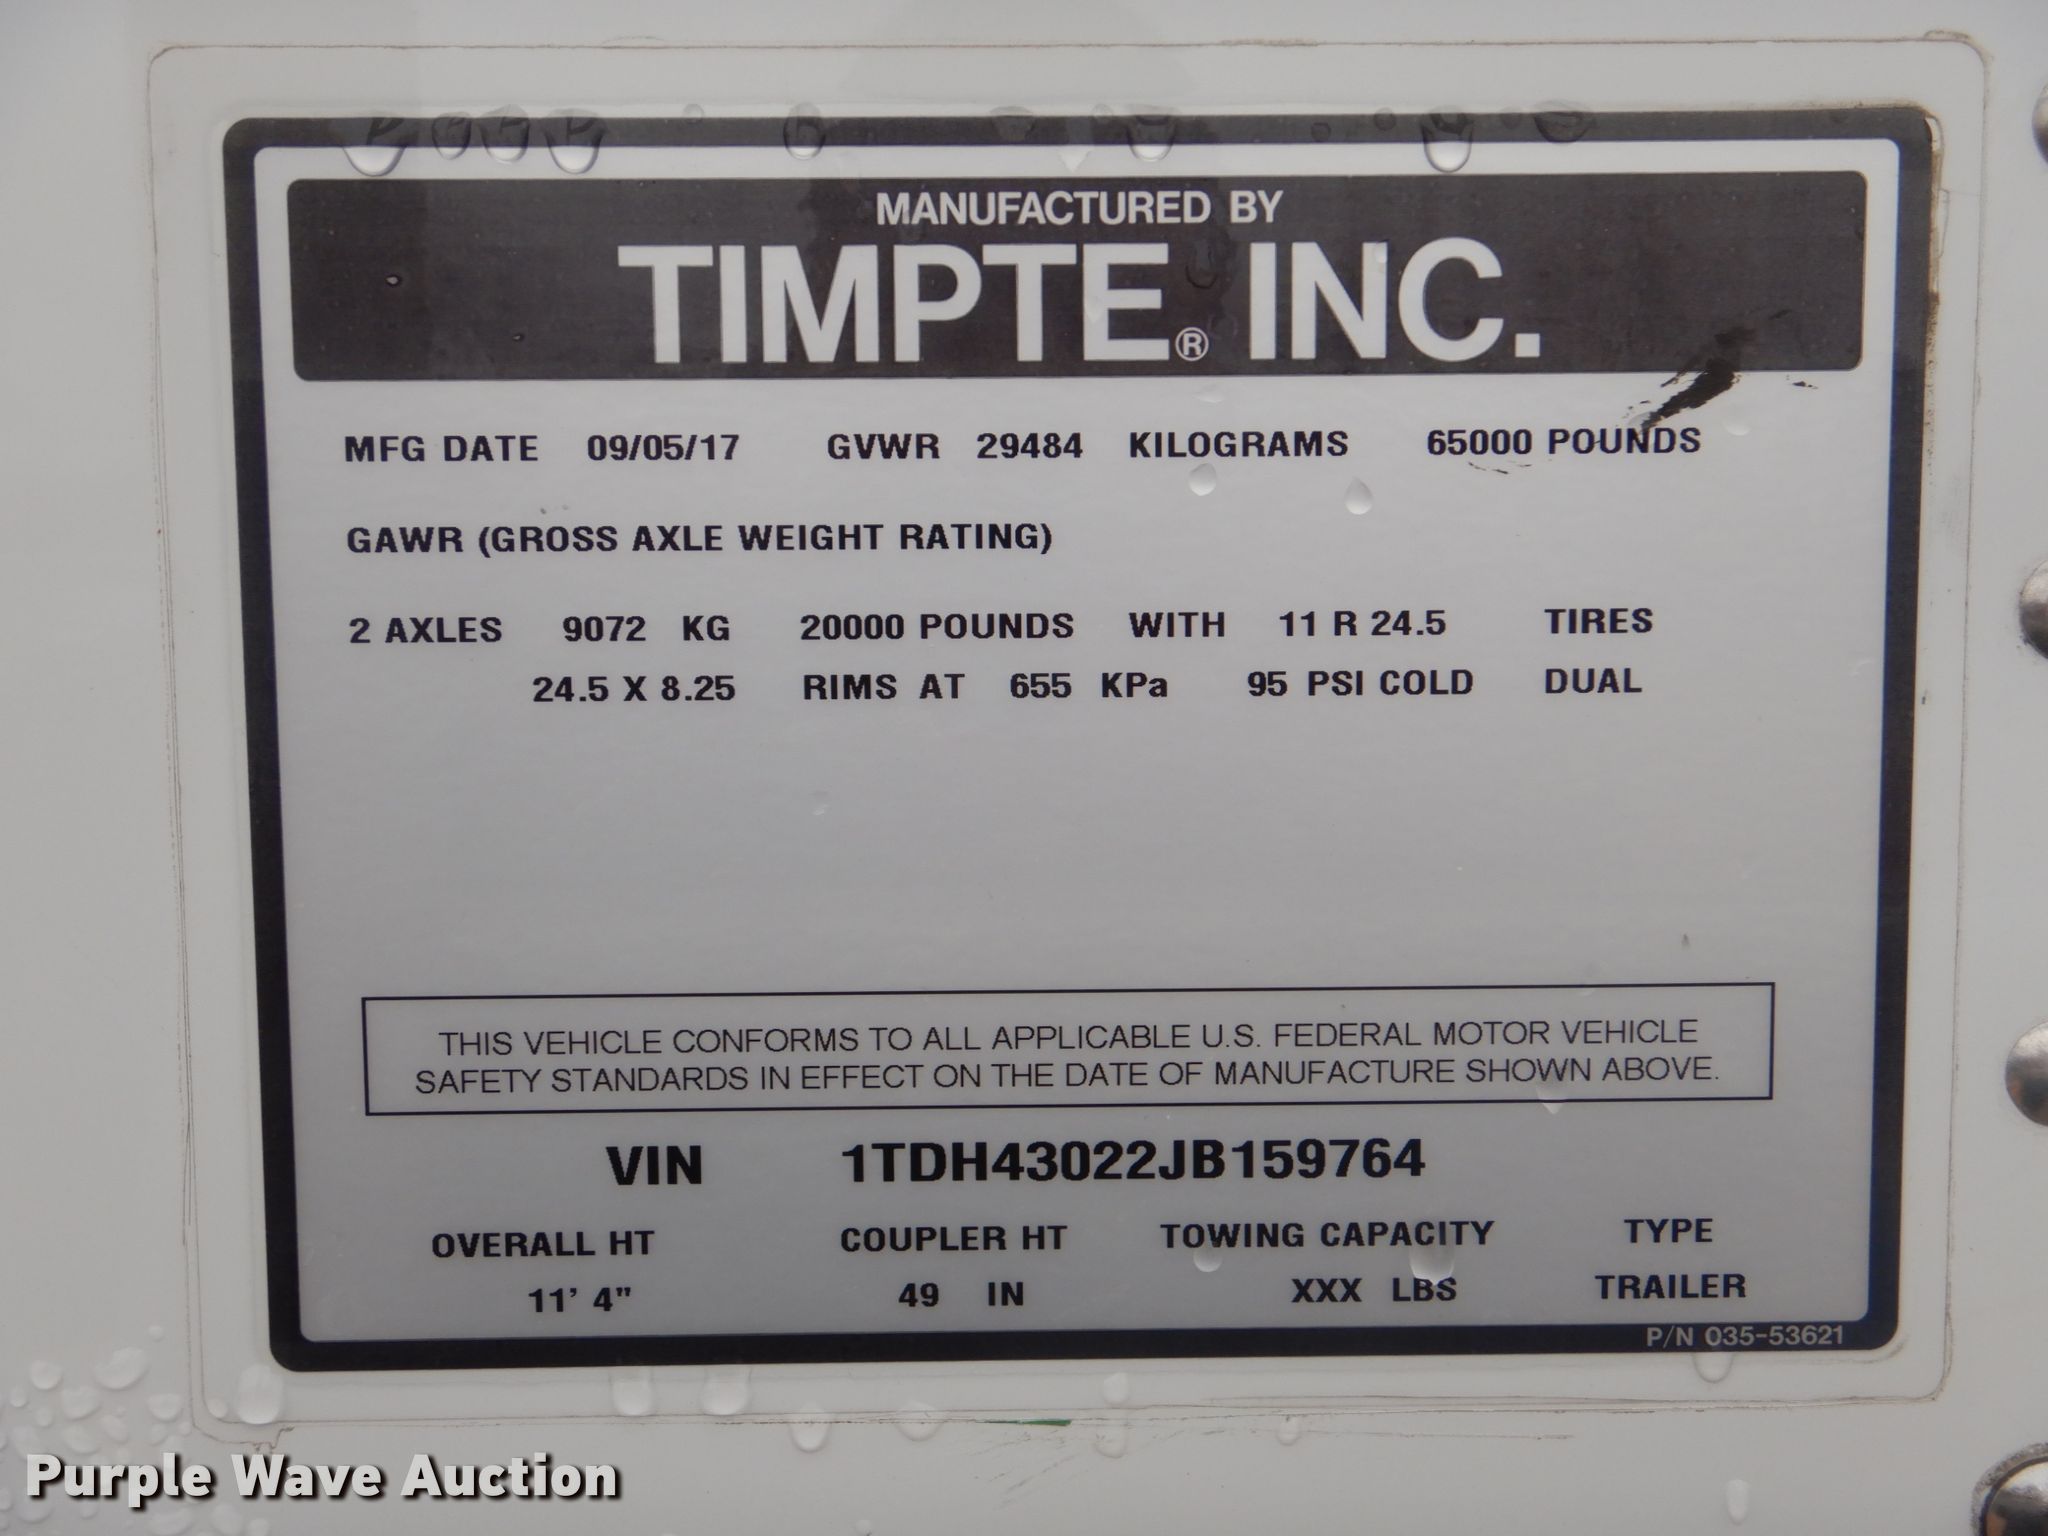 MANUFACTURED BY
TIMPTE® INC.
MFG DATE 09/05/17 GVWR 29484 KILOGRAMS 65000 POUNDS
GAWR (GROSS AXLE WEIGHT RATING)
2 AXLES 9072 KG 20000 POUNDS WITH 11 R 24.5 TIRES
24.5 X 8.25 RIMS AT 655 KPa 95 PSI COLD DUAL
THIS VEHICLE CONFORMS TO ALL APPLICABLE U.S. FEDERAL MOTOR VEHICLE
SAFETY STANDARDS IN EFFECT ON THE DATE OF MANUFACTURE SHOWN ABOVE.
VIN 1TDH43022JB159764
OVERALL HT COUPLER HT TOWING CAPACITY TYPE
11' 4" 49 IN XXX LBS TRAILER
P/N 035-53621
Purple Wave Auction